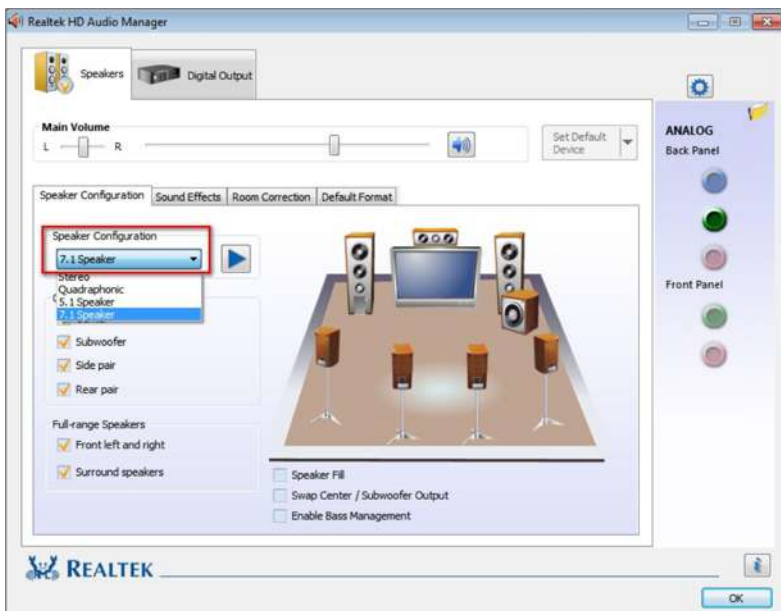 Realtek HD Audio Manager
Speakers
Digital Output
Main Volume
L R
Set Default
Device
ANALOG
Back Panel
Speaker Configuration Sound Effects Room Correction Default Format
Speaker Configuration
7.1 Speaker
Stereo
Quadraphonic
5.1 Speaker
7.1 Speaker
Front Panel
Subwoofer
Side pair
Rear pair
Full-range Speakers
Front left and right
Surround speakers
Speaker Fill
Swap Center / Subwoofer Output
Enable Bass Management
REALTEK
OK